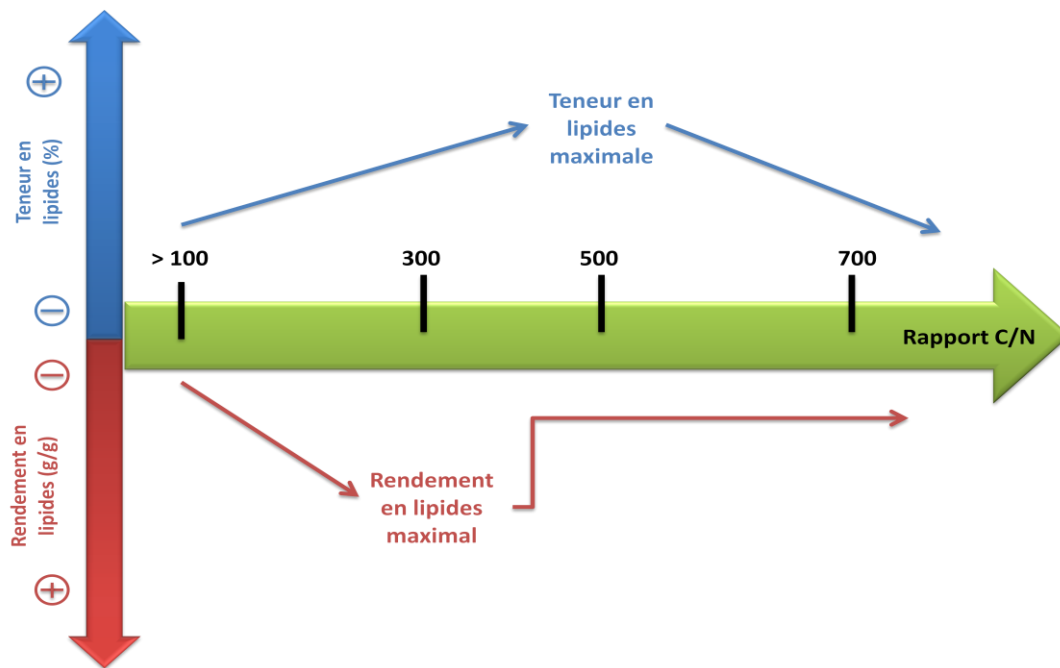 Teneur en
lipides (%)
Teneur en
lipides
maximale
> 100
300
500
700
Rapport C/N
Rendement en
lipides (g/g)
Rendement
en lipides
maximal